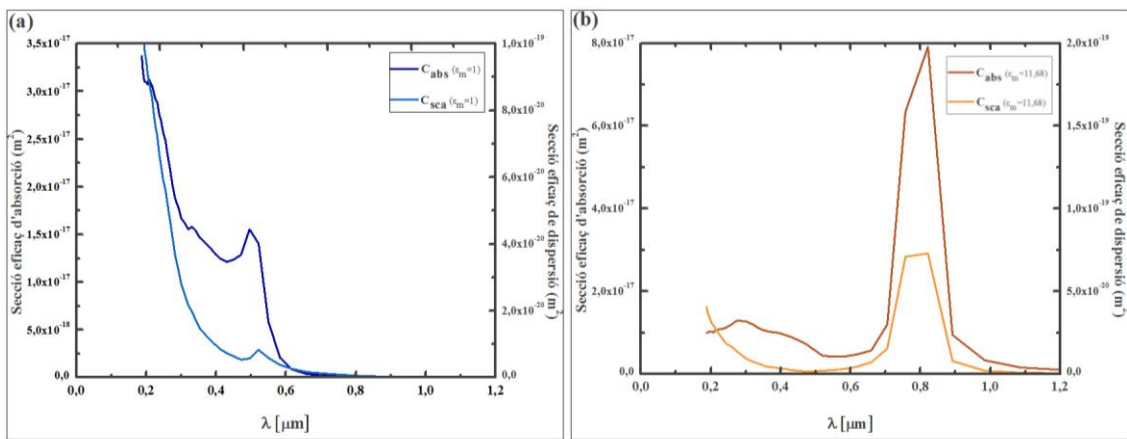 (a)
3,5x10⁻¹⁷
3,0x10⁻¹⁷
2,5x10⁻¹⁷
2,0x10⁻¹⁷
1,5x10⁻¹⁷
1,0x10⁻¹⁷
5,0x10⁻¹⁸
0,0
Secció eficaç d'absorció (m²)
0,0 0,2 0,4 0,6 0,8 1,0 1,2
λ [µm]
C_abs (ε_m=1)
C_sca (ε_m=1)
1,0x10⁻¹⁹
8,0x10⁻²⁰
6,0x10⁻²⁰
4,0x10⁻²⁰
2,0x10⁻²⁰
0,0
Secció eficaç de dispersió (m²)
(b)
8,0x10⁻¹⁷
6,0x10⁻¹⁷
4,0x10⁻¹⁷
2,0x10⁻¹⁷
0,0
Secció eficaç d'absorció (m²)
0,0 0,2 0,4 0,6 0,8 1,0 1,2
λ [µm]
C_abs (ε_m=11,68)
C_sca (ε_m=11,68)
2,0x10⁻¹⁹
1,5x10⁻¹⁹
1,0x10⁻¹⁹
5,0x10⁻²⁰
0,0
Secció eficaç de dispersió (m²)